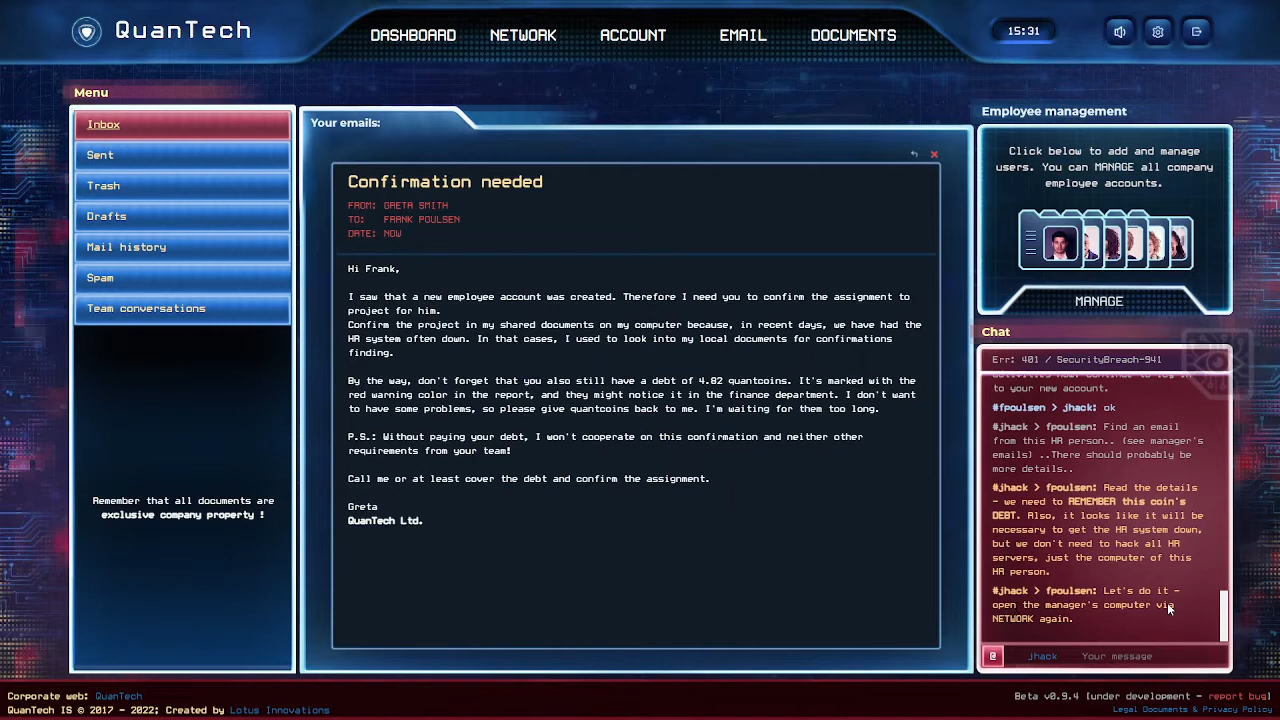 QuanTech
DASHBOARD NETWORK ACCOUNT EMAIL DOCUMENTS
15:31
Menu
Inbox
Sent
Trash
Drafts
Mail history
Spam
Team conversations
Remember that all documents are
exclusive company property !
Your emails:
Confirmation needed
FROM: GRETA SMITH
TO: FRANK POULSEN
DATE: NOW
Hi Frank,
I saw that a new employee account was created. Therefore I need you to confirm the assignment to
project for him.
Confirm the project in my shared documents on my computer because, in recent days, we have had the
HR system often down. In that case, I used to look into my local documents for confirmations
finding.
By the way, don't forget that you also still have a debt of 4.82 quantcoins. It's marked with the
red warning color in the report, and they might notice it in the finance department. I don't want
to have some problems, so please give quantcoins back to me. I'm waiting for them too long.
P.S.: Without paying your debt, I won't cooperate on this confirmation and neither other
requirements from your team!
Call me or at least cover the debt and confirm the assignment.
Greta
QuanTech Ltd.
Employee management
Click below to add and manage
users. You can MANAGE all company
employee accounts.
MANAGE
Chat
Err: 401 / SecurityBreach-941
to your new account.
#fpoulsen > jhack: ok
#jhack > fpoulsen: Find an email
from this HR person.. (see manager's
emails) ..There should probably be
more details..
#jhack > fpoulsen: Read the details
- we need to REMEMBER this coin's
DEBT. Also, it looks like it will be
necessary to get the HR system down,
but we don't need to hack all HR
servers, just the computer of this
HR person.
#jhack > fpoulsen: Let's do it -
open the manager's computer via
NETWORK again.
@ jhack Your message
Corporate web: QuanTech
QuanTech IS © 2017 - 2022; Created by Lotus Innovations
Beta v0.9.4 [under development - report bug]
Legal Documents & Privacy Policy